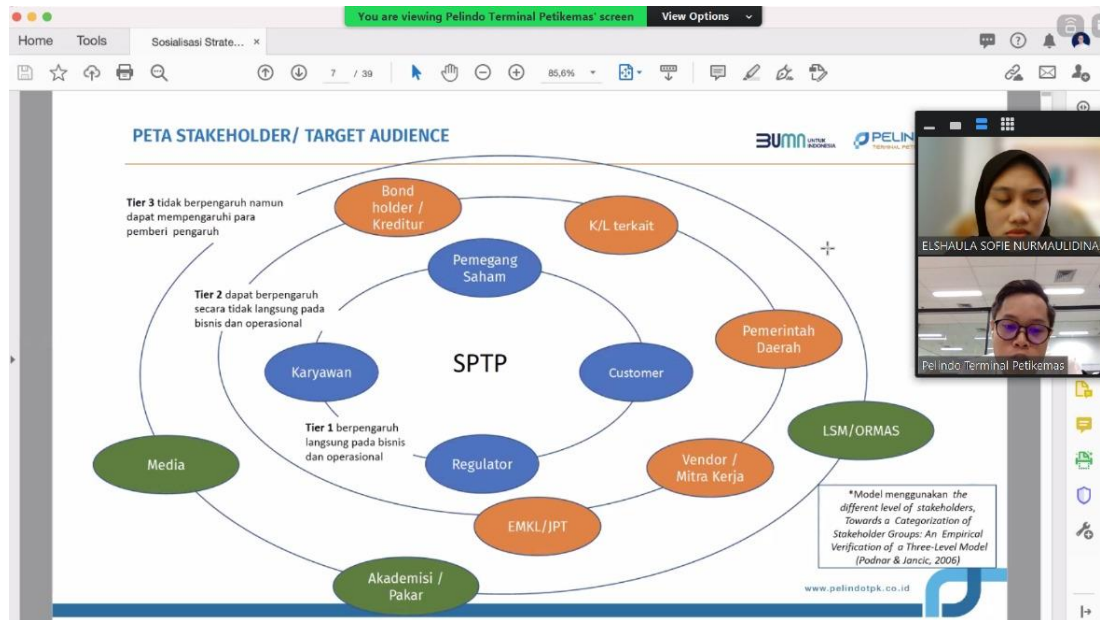 You are viewing Pelindo Terminal Petikemas' screen
View Options
Home
Tools
Sosialisasi Strate...
7 / 39
85,6%
PETA STAKEHOLDER/ TARGET AUDIENCE
BUMN UNTUK INDONESIA
Tier 3 tidak berpengaruh namun
dapat mempengaruhi para
pemberi pengaruh
Bond
holder /
Kreditur
K/L terkait
ELSHAULA SOFIE NURMAULIDINA
Pemegang
Saham
Tier 2 dapat berpengaruh
secara tidak langsung pada
bisnis dan operasional
Pemerintah
Daerah
Pelindo Terminal Petikemas
Karyawan
SPTP
Customer
Tier 1 berpengaruh
langsung pada bisnis
dan operasional
LSM/ORMAS
Media
Regulator
Vendor /
Mitra Kerja
EMKL/JPT
*Model menggunakan the
different level of stakeholders,
Towards a Categorization of
Stakeholder Groups: An Empirical
Verification of a Three-Level Model
(Podnar & Jancic, 2006)
Akademisi /
Pakar
www.pelindotpk.co.id